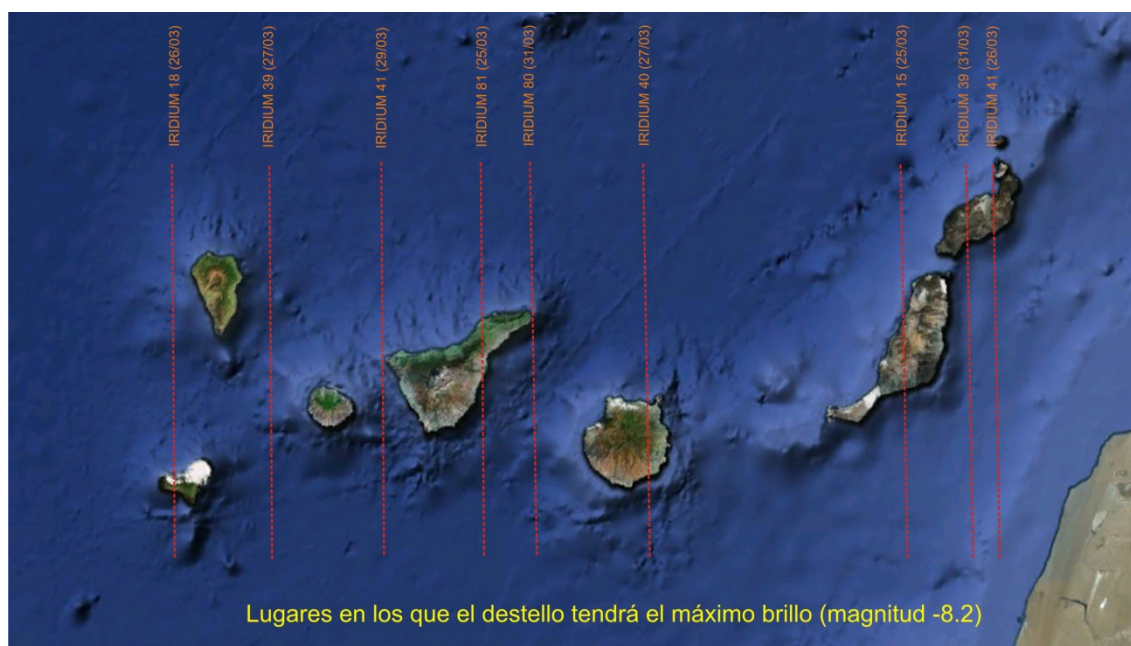 IRIDIUM 18 (26/03)
IRIDIUM 39 (27/03)
IRIDIUM 41 (29/03)
IRIDIUM 81 (25/03)
IRIDIUM 80 (31/03)
IRIDIUM 40 (27/03)
IRIDIUM 15 (25/03)
IRIDIUM 39 (31/03)
IRIDIUM 41 (26/03)
Lugares en los que el destello tendrá el máximo brillo (magnitud -8.2)